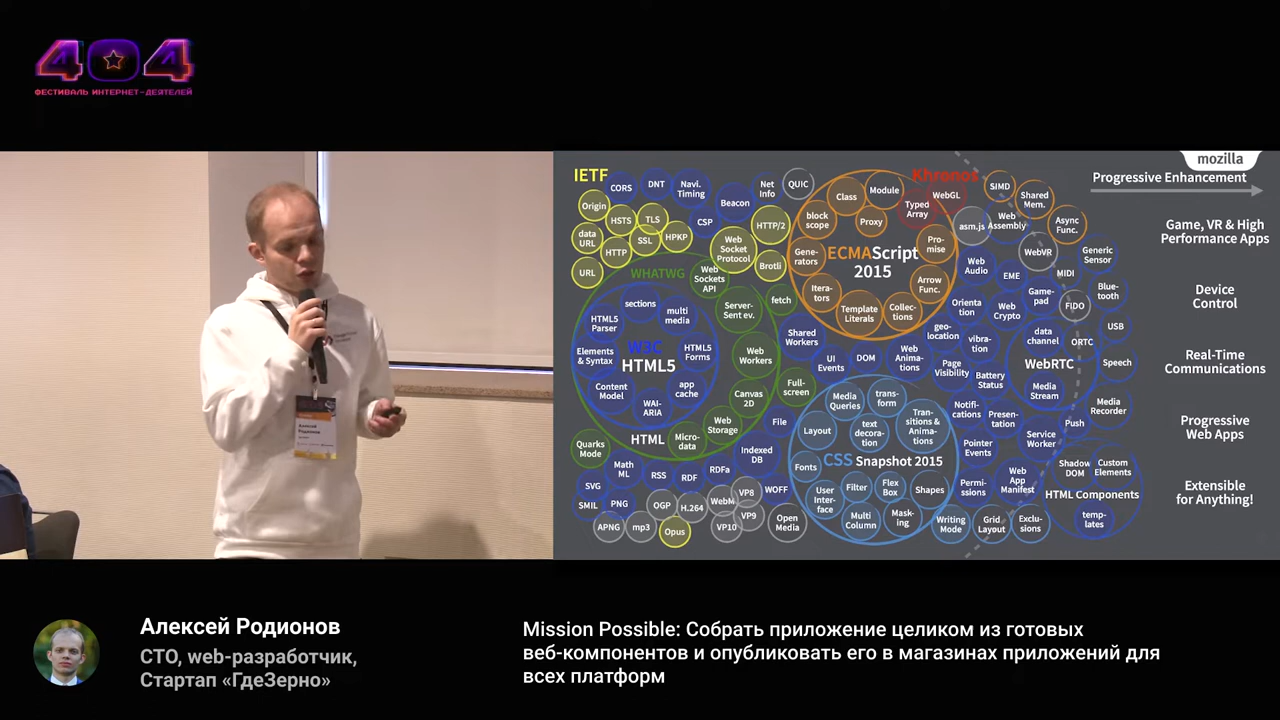 404
ФЕСТИВАЛЬ ИНТЕРНЕТ-ДЕЯТЕЛЕЙ
Алексей
Родионов
mozilla
Progressive Enhancement
Game, VR & High
Performance Apps
Device
Control
Real-Time
Communications
Progressive
Web Apps
Extensible
for Anything!
IETF
CORS
DNT
Navi.
Timing
Beacon
Net
Info
QUIC
Origin
HSTS
TLS
CSP
HTTP/2
data
URL
HTTP
SSL
HPKP
Web
Socket
Protocol
Brotli
URL
WHATWG
Web
Sockets
API
Server-
Sent ev.
fetch
sections
multi
media
HTML5
Parser
W3C
HTML5
HTML5
Forms
Elements
& Syntax
Content
Model
WAI-
ARIA
app
cache
Web
Workers
Shared
Workers
Full-
screen
Canvas
2D
Web
Storage
Micro-
data
HTML
File
Indexed
DB
Quarks
Mode
Math
ML
RSS
RDF
RDFa
SVG
SMIL
PNG
OGP
H.264
WebM
VP8
VP9
VP10
WOFF
APNG
mp3
Opus
Open
Media
Khronos
Class
Module
Typed
Array
WebGL
block
scope
Proxy
Gene-
rators
ECMAScript
2015
Pro-
mise
Itera-
tors
Template
Literals
Collec-
tions
Arrow
Func.
SIMD
Shared
Mem.
asm.js
Web
Assembly
Async
Func.
WebVR
Generic
Sensor
Web
Audio
EME
MIDI
Blue-
tooth
Orienta
tion
Web
Crypto
Game-
pad
FIDO
USB
geo-
location
vibra-
tion
data
channel
ORTC
WebRTC
Speech
UI
Events
DOM
Web
Anima-
tions
Page
Visibility
Battery
Status
Media
Stream
Media
Recorder
Media
Queries
trans-
form
Layout
text
decora-
tion
Tran-
sitions &
Anima-
tions
CSS Snapshot 2015
Fonts
User
Inter-
face
Filter
Flex
Box
Shapes
Multi
Column
Mask-
ing
Notifi-
cations
Presen-
tation
Push
Service
Worker
Pointer
Events
Permi-
ssions
Web
App
Manifest
Shadow
DOM
Custom
Elements
HTML Components
temp-
lates
Writing
Mode
Grid
Layout
Exclu-
sions
Алексей Родионов
СТО, web-разработчик,
Стартап «ГдеЗерно»
Mission Possible: Собрать приложение целиком из готовых
веб-компонентов и опубликовать его в магазинах приложений для
всех платформ